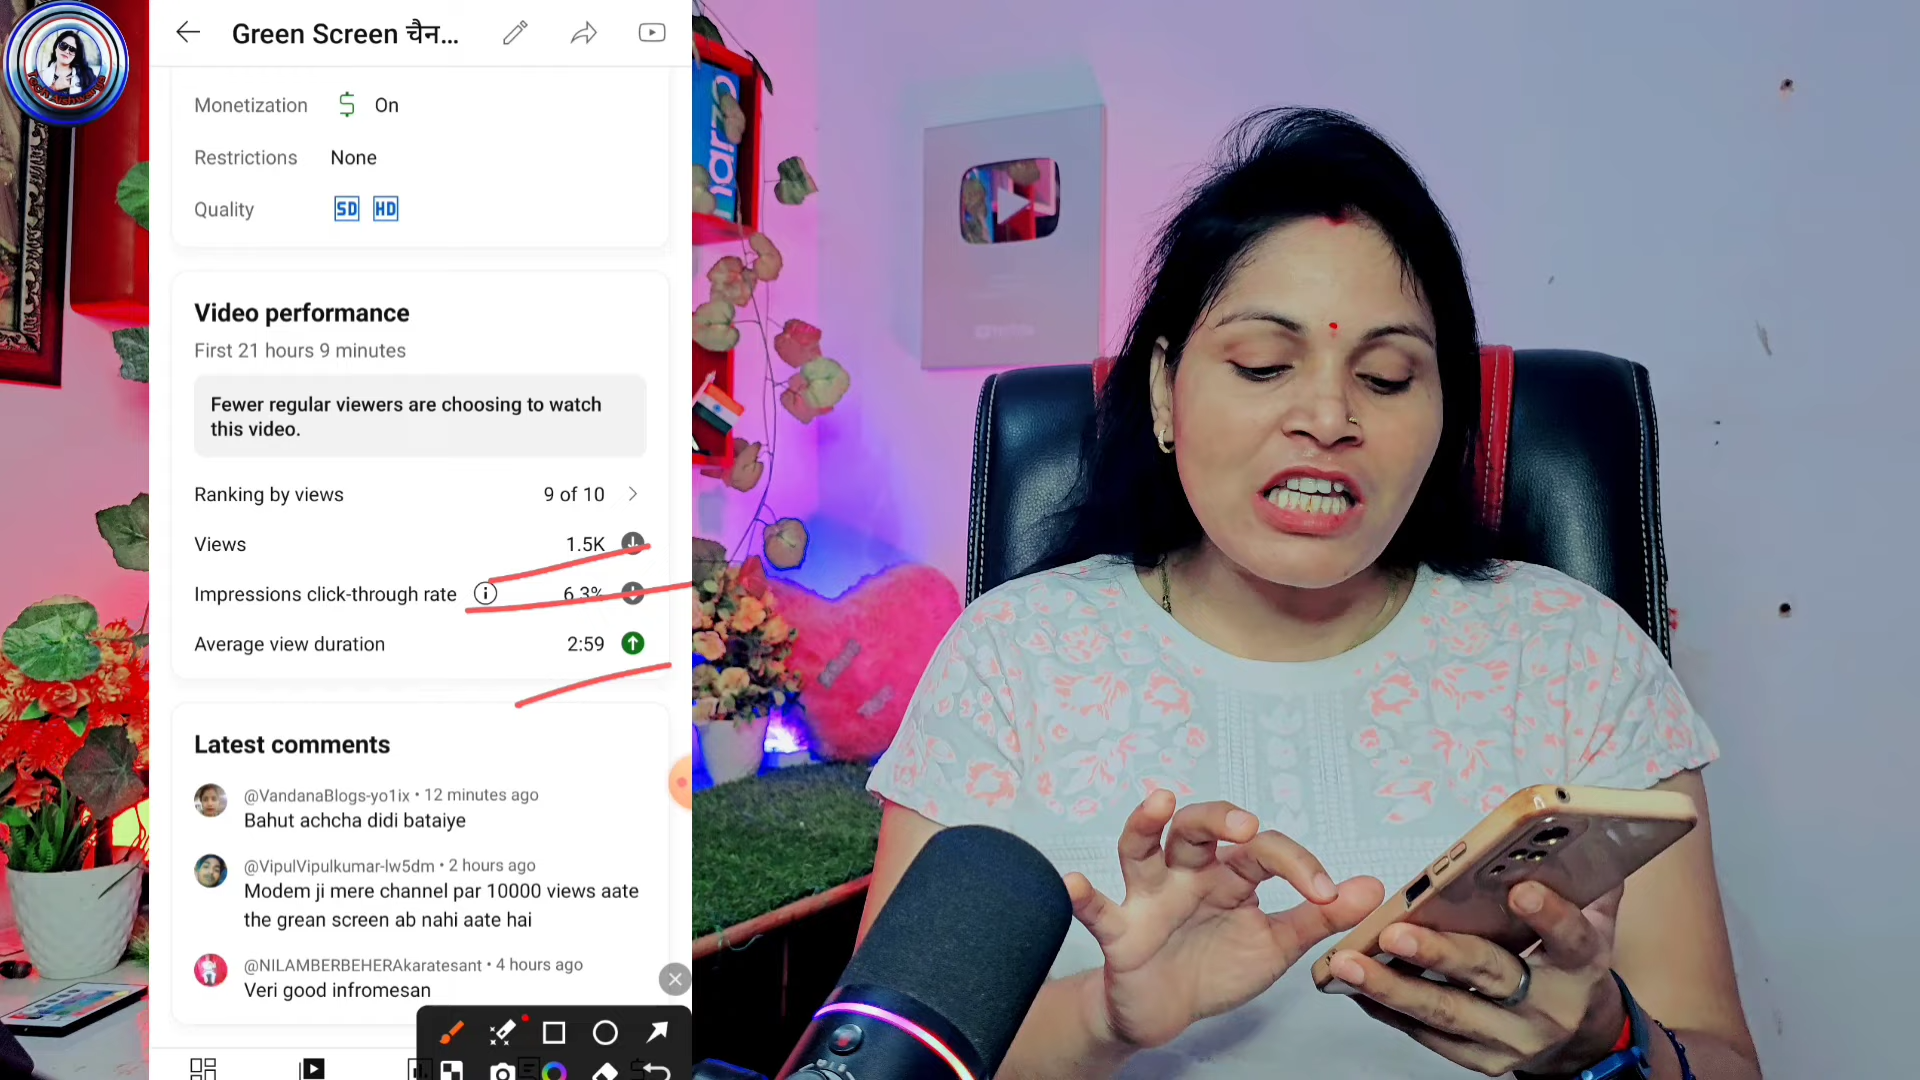 Green Screen चैन...
Monetization $ On
Restrictions None
Quality SD HD
Video performance
First 21 hours 9 minutes
Fewer regular viewers are choosing to watch
this video.
Ranking by views 9 of 10
Views 1.5K
Impressions click-through rate 6.3%
Average view duration 2:59
Latest comments
@VandanaBlogs-yo1ix • 12 minutes ago
Bahut achcha didi bataiye
@VipulVipulkumar-lw5dm • 2 hours ago
Modem ji mere channel par 10000 views aate
the grean screen ab nahi aate hai
@NILAMBERBEHERAkaratesant • 4 hours ago
Veri good infromesan
narzo